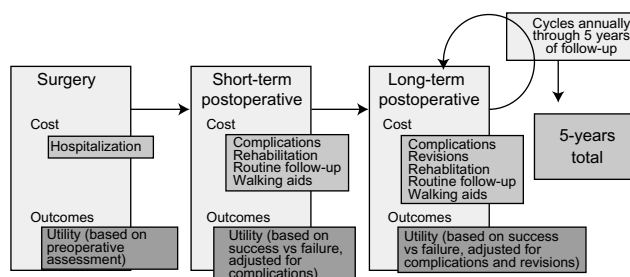 Surgery
Cost
Hospitalization
Outcomes
Utility (based on
preoperative
assessment)
Short-term
postoperative
Cost
Complications
Rehabilitation
Routine follow-up
Walking aids
Outcomes
Utility (based on
success vs failure,
adjusted for
complications)
Long-term
postoperative
Cost
Complications
Revisions
Rehablitation
Routine follow-up
Walking aids
Outcomes
Utility (based on success
vs failure, adjusted for
complications and revisions)
Cycles annually
through 5 years
of follow-up
5-years
total